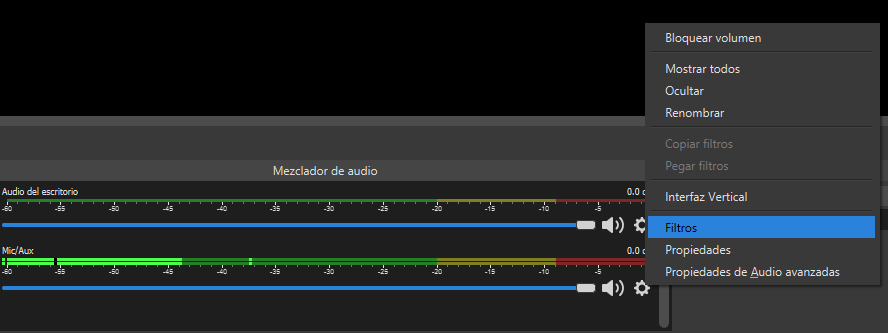 Bloquear volumen
Mostrar todos
Ocultar
Renombrar
Copiar filtros
Pegar filtros
Interfaz Vertical
Filtros
Propiedades
Propiedades de Audio avanzadas
Mezclador de audio
Audio del escritorio 0.0
-60 -55 -50 -45 -40 -35 -30 -25 -20 -15 -10 -5
Mic/Aux 0.0
-60 -55 -50 -45 -40 -35 -30 -25 -20 -15 -10 -5